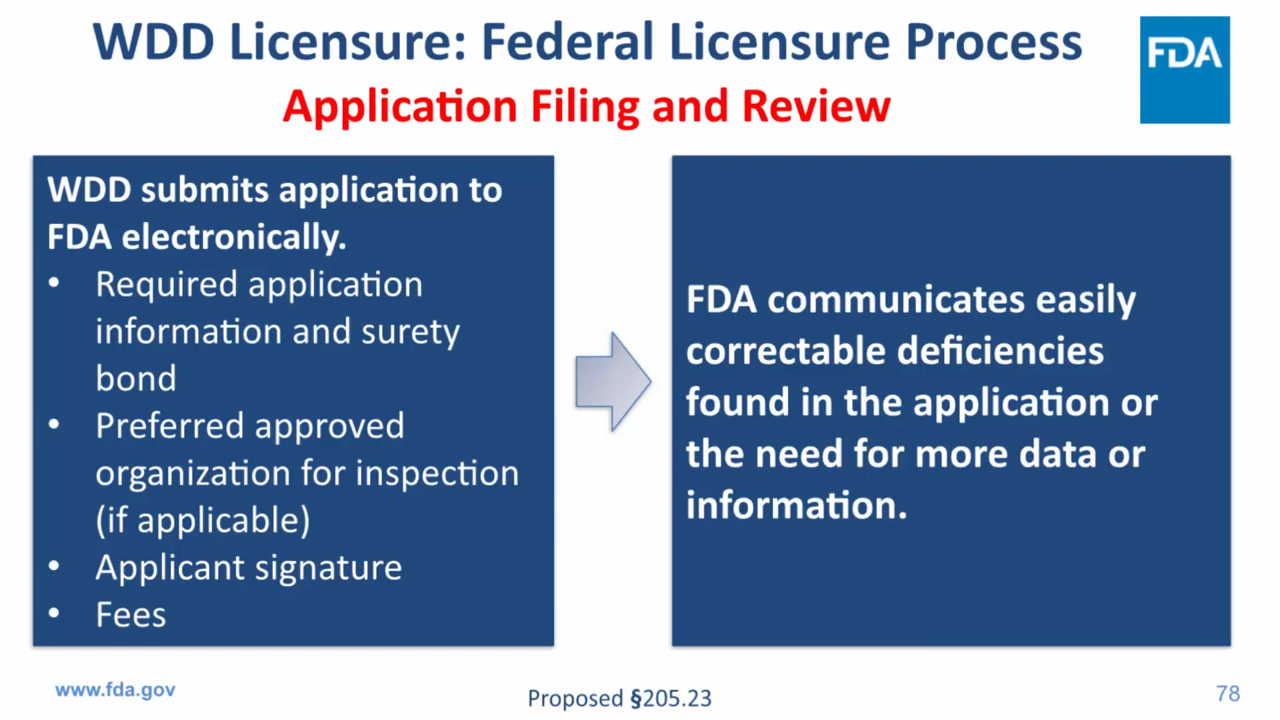 WDD Licensure: Federal Licensure Process
Application Filing and Review
FDA
WDD submits application to
FDA electronically.
• Required application
information and surety
bond
• Preferred approved
organization for inspection
(if applicable)
• Applicant signature
• Fees
FDA communicates easily
correctable deficiencies
found in the application or
the need for more data or
information.
www.fda.gov
Proposed §205.23
78